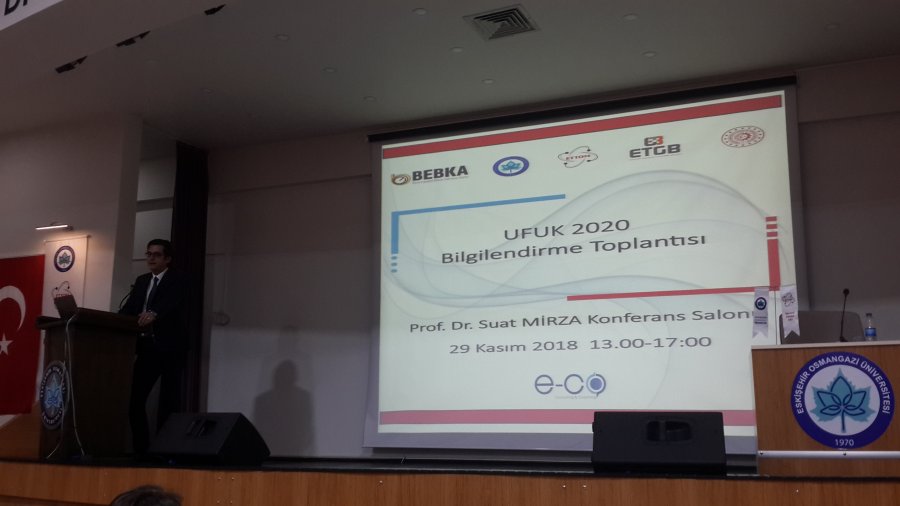 BEBKA
ETTOM
ETGB
UFUK 2020
Bilgilendirme Toplantısı
Prof. Dr. Suat MİRZA Konferans Salonu
29 Kasım 2018 13.00-17:00
e-co
ESKİŞEHİR OSMANGAZİ ÜNİVERSİTESİ
1970